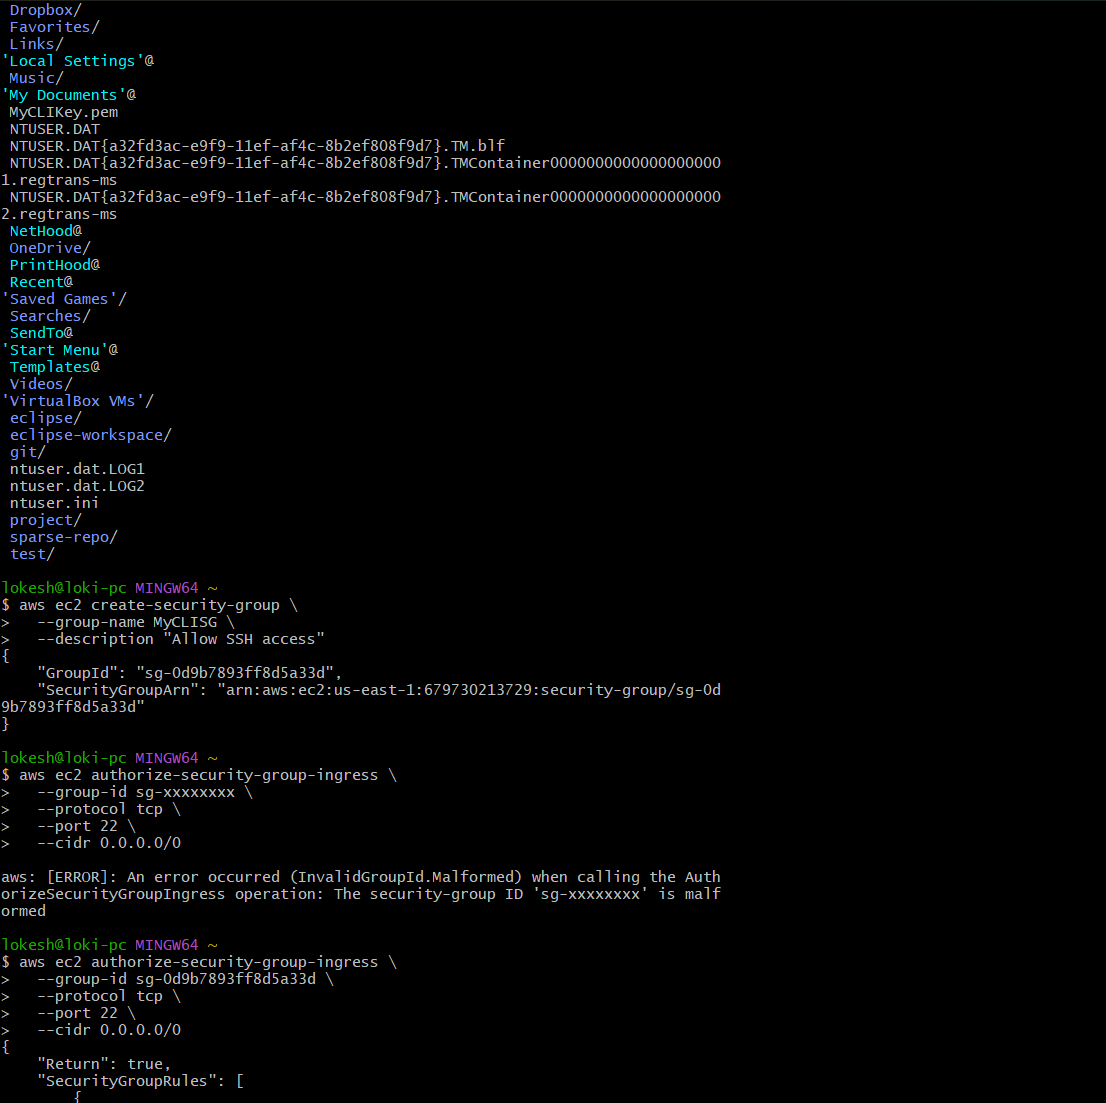 Dropbox/
Favorites/
Links/
'Local Settings'@
Music/
'My Documents'@
MyCLIKey.pem
NTUSER.DAT
NTUSER.DAT{a32fd3ac-e9f9-11ef-af4c-8b2ef808f9d7}.TM.blf
NTUSER.DAT{a32fd3ac-e9f9-11ef-af4c-8b2ef808f9d7}.TMContainer0000000000000000000
1.regtrans-ms
NTUSER.DAT{a32fd3ac-e9f9-11ef-af4c-8b2ef808f9d7}.TMContainer0000000000000000000
2.regtrans-ms
NetHood@
OneDrive/
PrintHood@
Recent@
'Saved Games'/
Searches/
SendTo@
'Start Menu'@
Templates@
Videos/
'VirtualBox VMs'/
eclipse/
eclipse-workspace/
git/
ntuser.dat.LOG1
ntuser.dat.LOG2
ntuser.ini
project/
sparse-repo/
test/
lokesh@loki-pc MINGW64 ~
$ aws ec2 create-security-group \
>   --group-name MyCLISG \
>   --description "Allow SSH access"
{
    "GroupId": "sg-0d9b7893ff8d5a33d",
    "SecurityGroupArn": "arn:aws:ec2:us-east-1:679730213729:security-group/sg-0d
9b7893ff8d5a33d"
}
lokesh@loki-pc MINGW64 ~
$ aws ec2 authorize-security-group-ingress \
>   --group-id sg-xxxxxxxx \
>   --protocol tcp \
>   --port 22 \
>   --cidr 0.0.0.0/0
aws: [ERROR]: An error occurred (InvalidGroupId.Malformed) when calling the Auth
orizeSecurityGroupIngress operation: The security-group ID 'sg-xxxxxxxx' is malf
ormed
lokesh@loki-pc MINGW64 ~
$ aws ec2 authorize-security-group-ingress \
>   --group-id sg-0d9b7893ff8d5a33d \
>   --protocol tcp \
>   --port 22 \
>   --cidr 0.0.0.0/0
{
    "Return": true,
    "SecurityGroupRules": [
        {